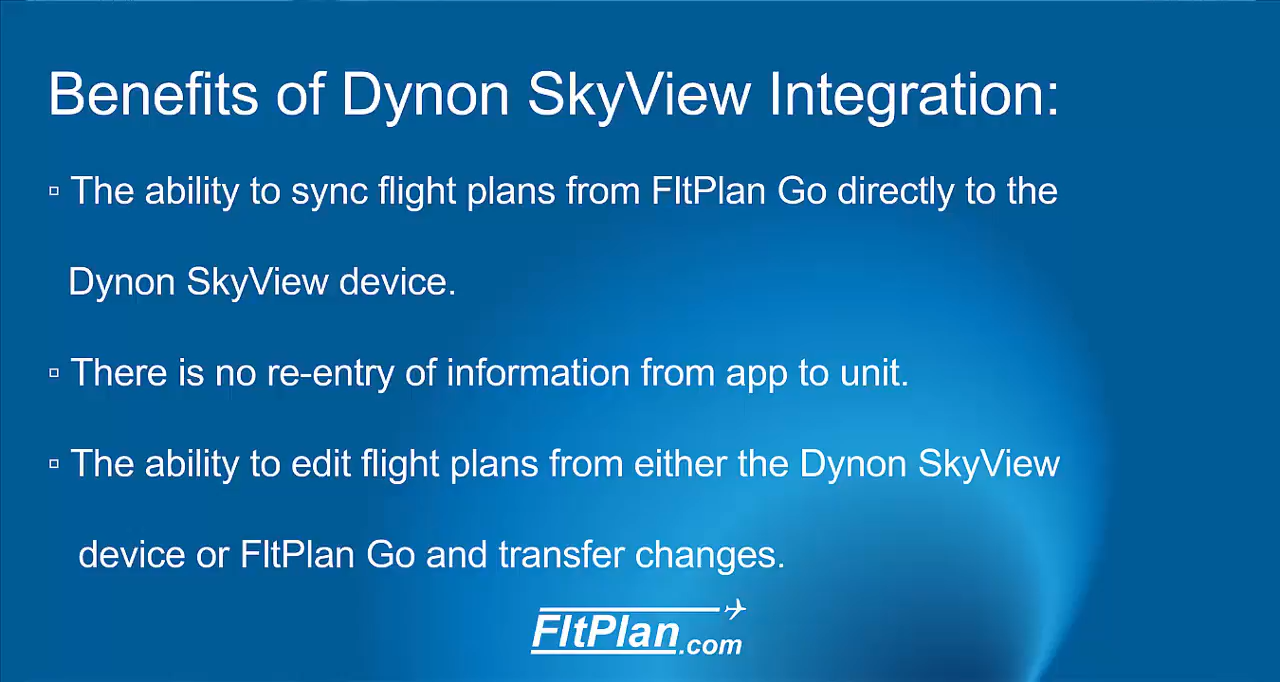 Benefits of Dynon SkyView Integration:
▫ The ability to sync flight plans from FltPlan Go directly to the
Dynon SkyView device.
▫ There is no re-entry of information from app to unit.
▫ The ability to edit flight plans from either the Dynon SkyView
device or FltPlan Go and transfer changes.
FltPlan.com